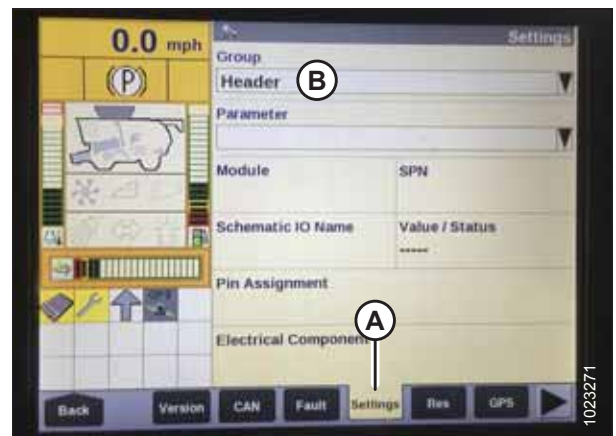 0.0 mph
(P)
Settings
Group
Header
B
Parameter
Module
SPN
Schematic IO Name
Value / Status
-----
Pin Assignment
A
Electrical Component
Back
Version
CAN
Fault
Settings
Res
GPS
1023271